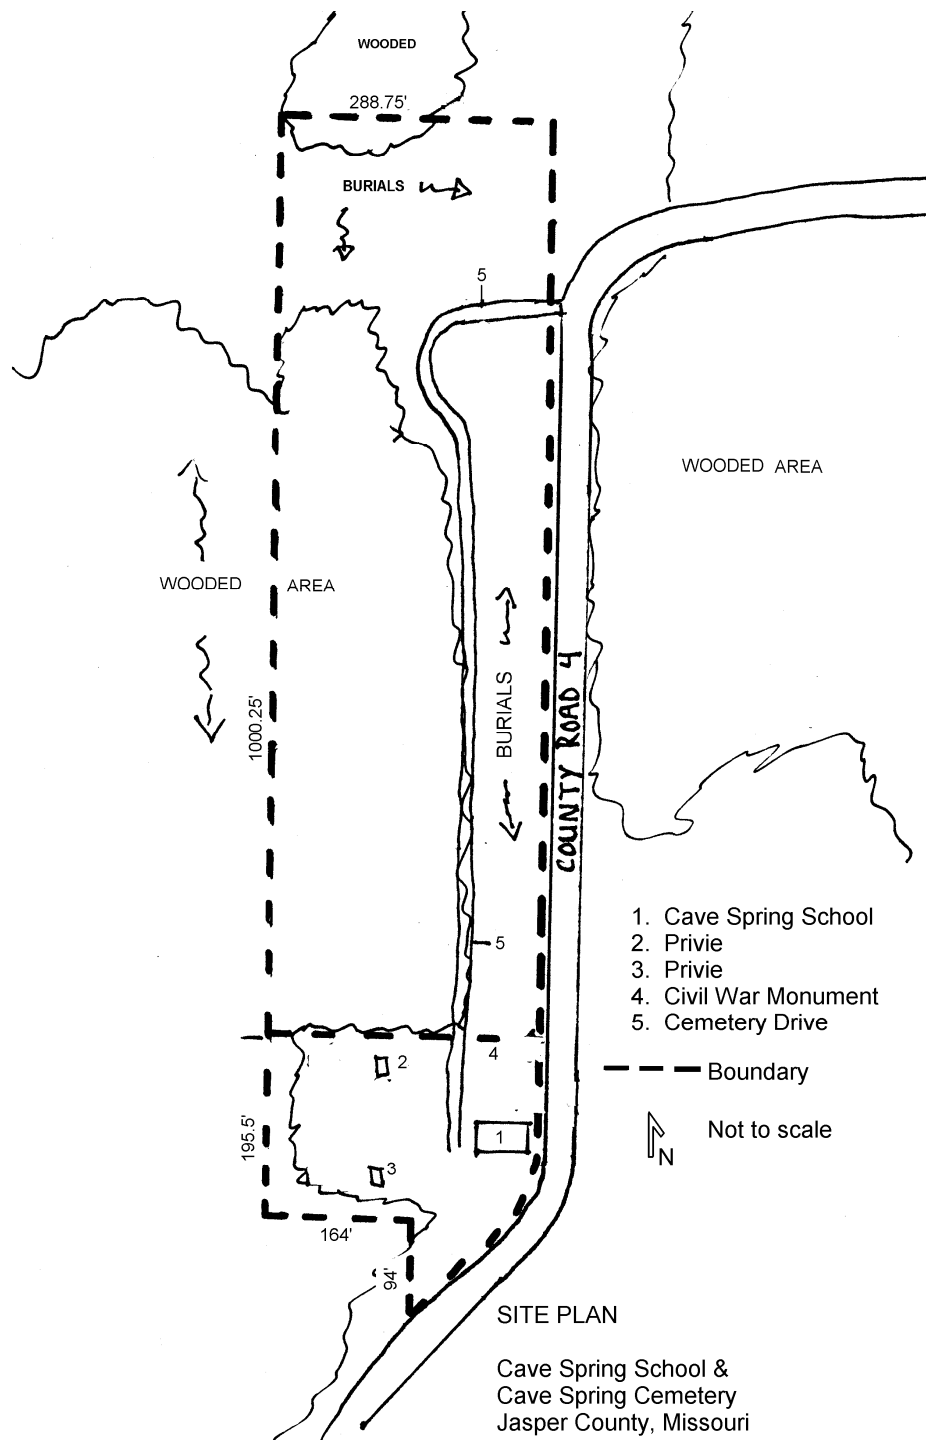 WOODED
288.75'
BURIALS
5
WOODED AREA
WOODED AREA
1000.25'
BURIALS
COUNTY ROAD 4
5
1. Cave Spring School
2. Privie
3. Privie
4. Civil War Monument
5. Cemetery Drive
4
2
Boundary
195.5'
1
N
Not to scale
3
164'
94'
SITE PLAN
Cave Spring School &
Cave Spring Cemetery
Jasper County, Missouri